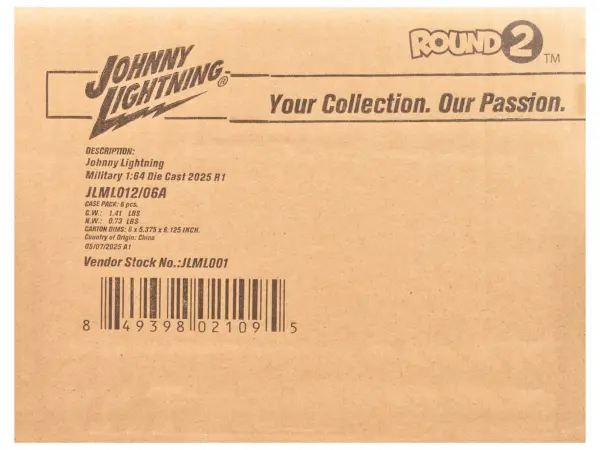 JOHNNY
LIGHTNING®
ROUND 2™
Your Collection. Our Passion.
DESCRIPTION:
Johnny Lightning
Military 1:64 Die Cast 2025 R1
JLML012/06A
CASE PACK: 6 pcs.
G.W.: 1.41 LBS
N.W.: 0.73 LBS
CARTON DIMS: 6 x 5.375 x 6.125 INCH.
Country of Origin: China
05/07/2025 A1
Vendor Stock No.:JLML001
8 49398 02109 5